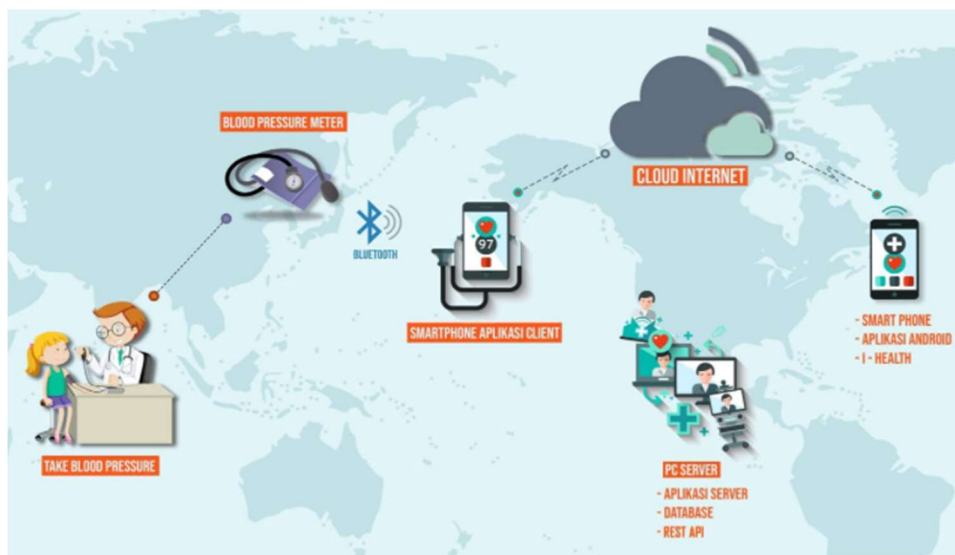 BLOOD PRESSURE METER
CLOUD INTERNET
BLUETOOTH
97
SMARTPHONE APLIKASI CLIENT
- SMART PHONE
- APLIKASI ANDROID
- I - HEALTH
TAKE BLOOD PRESSURE
PC SERVER
- APLIKASI SERVER
- DATABASE
- REST API